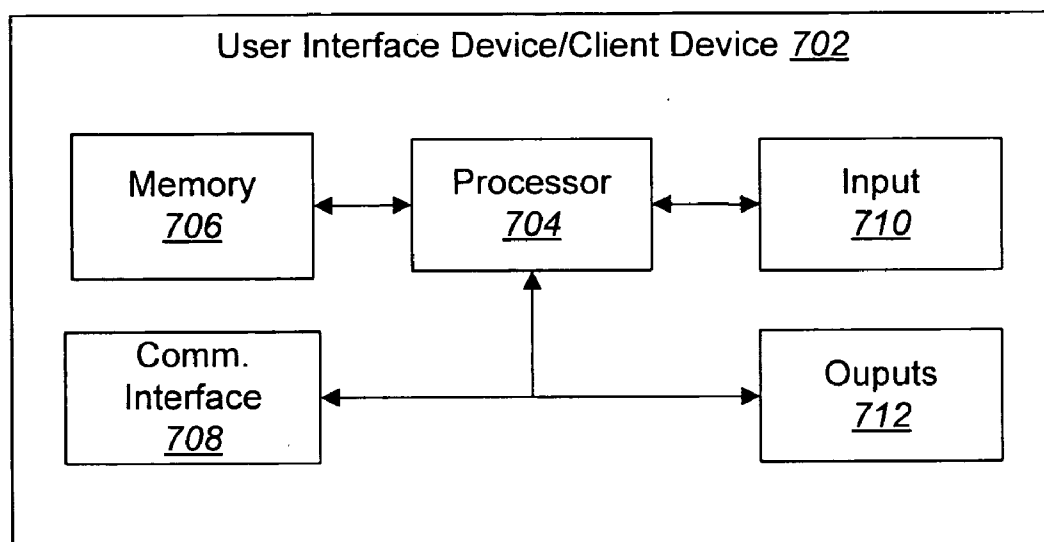 User Interface Device/Client Device 702
Memory
706
Processor
704
Input
710
Comm.
Interface
708
Ouputs
712